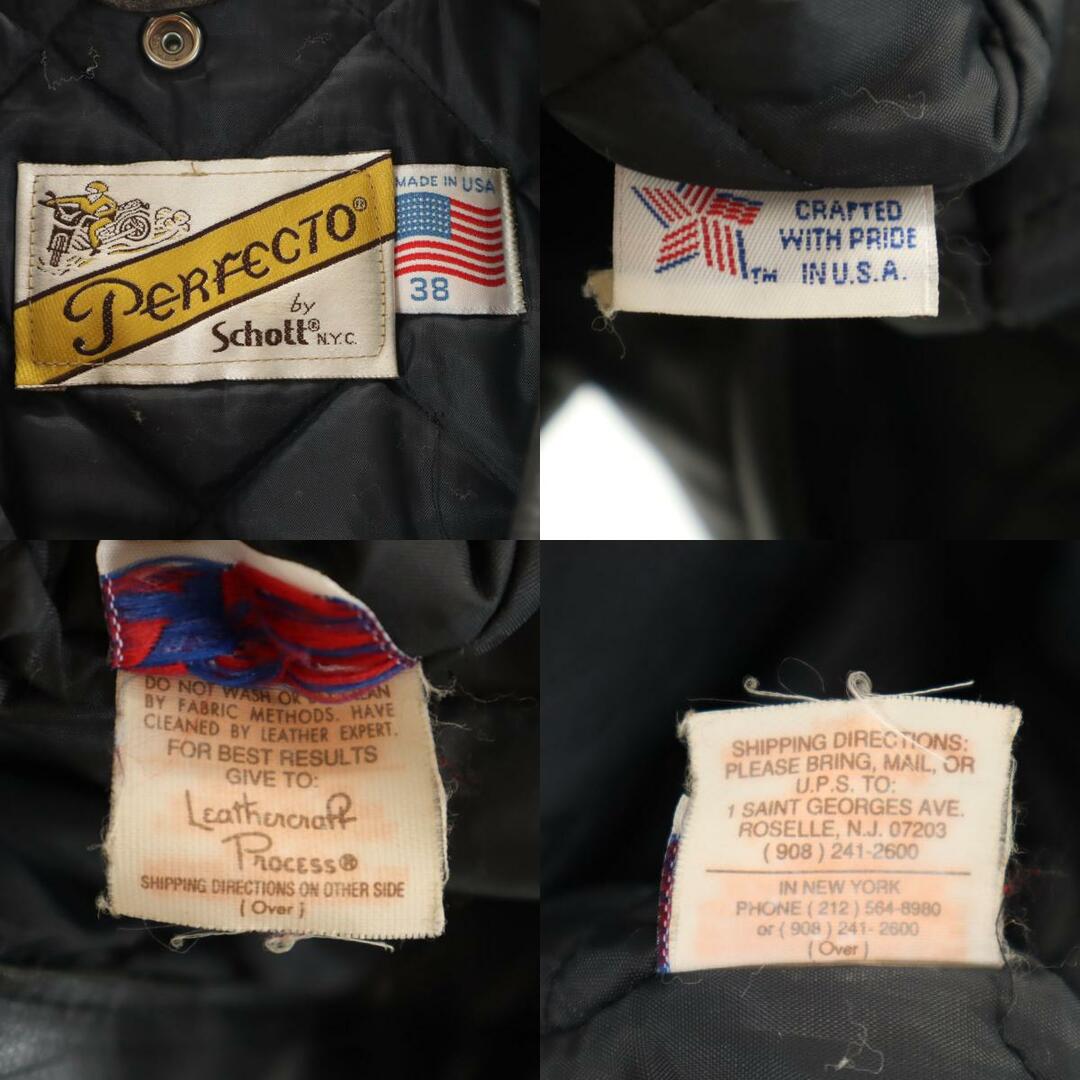 PERFECTO®
by
Schott® N.Y.C.
MADE IN USA
38
CRAFTED
WITH PRIDE
TM IN U.S.A.
DO NOT WASH OR CLEAN
BY FABRIC METHODS. HAVE
CLEANED BY LEATHER EXPERT.
FOR BEST RESULTS
GIVE TO:
Leathercraft
Process®
SHIPPING DIRECTIONS ON OTHER SIDE
( Over )
SHIPPING DIRECTIONS:
PLEASE BRING, MAIL, OR
U.P.S. TO:
1 SAINT GEORGES AVE.
ROSELLE, N.J. 07203
( 908 ) 241-2600
IN NEW YORK
PHONE ( 212 ) 564-8980
or ( 908 ) 241-2600
( Over )